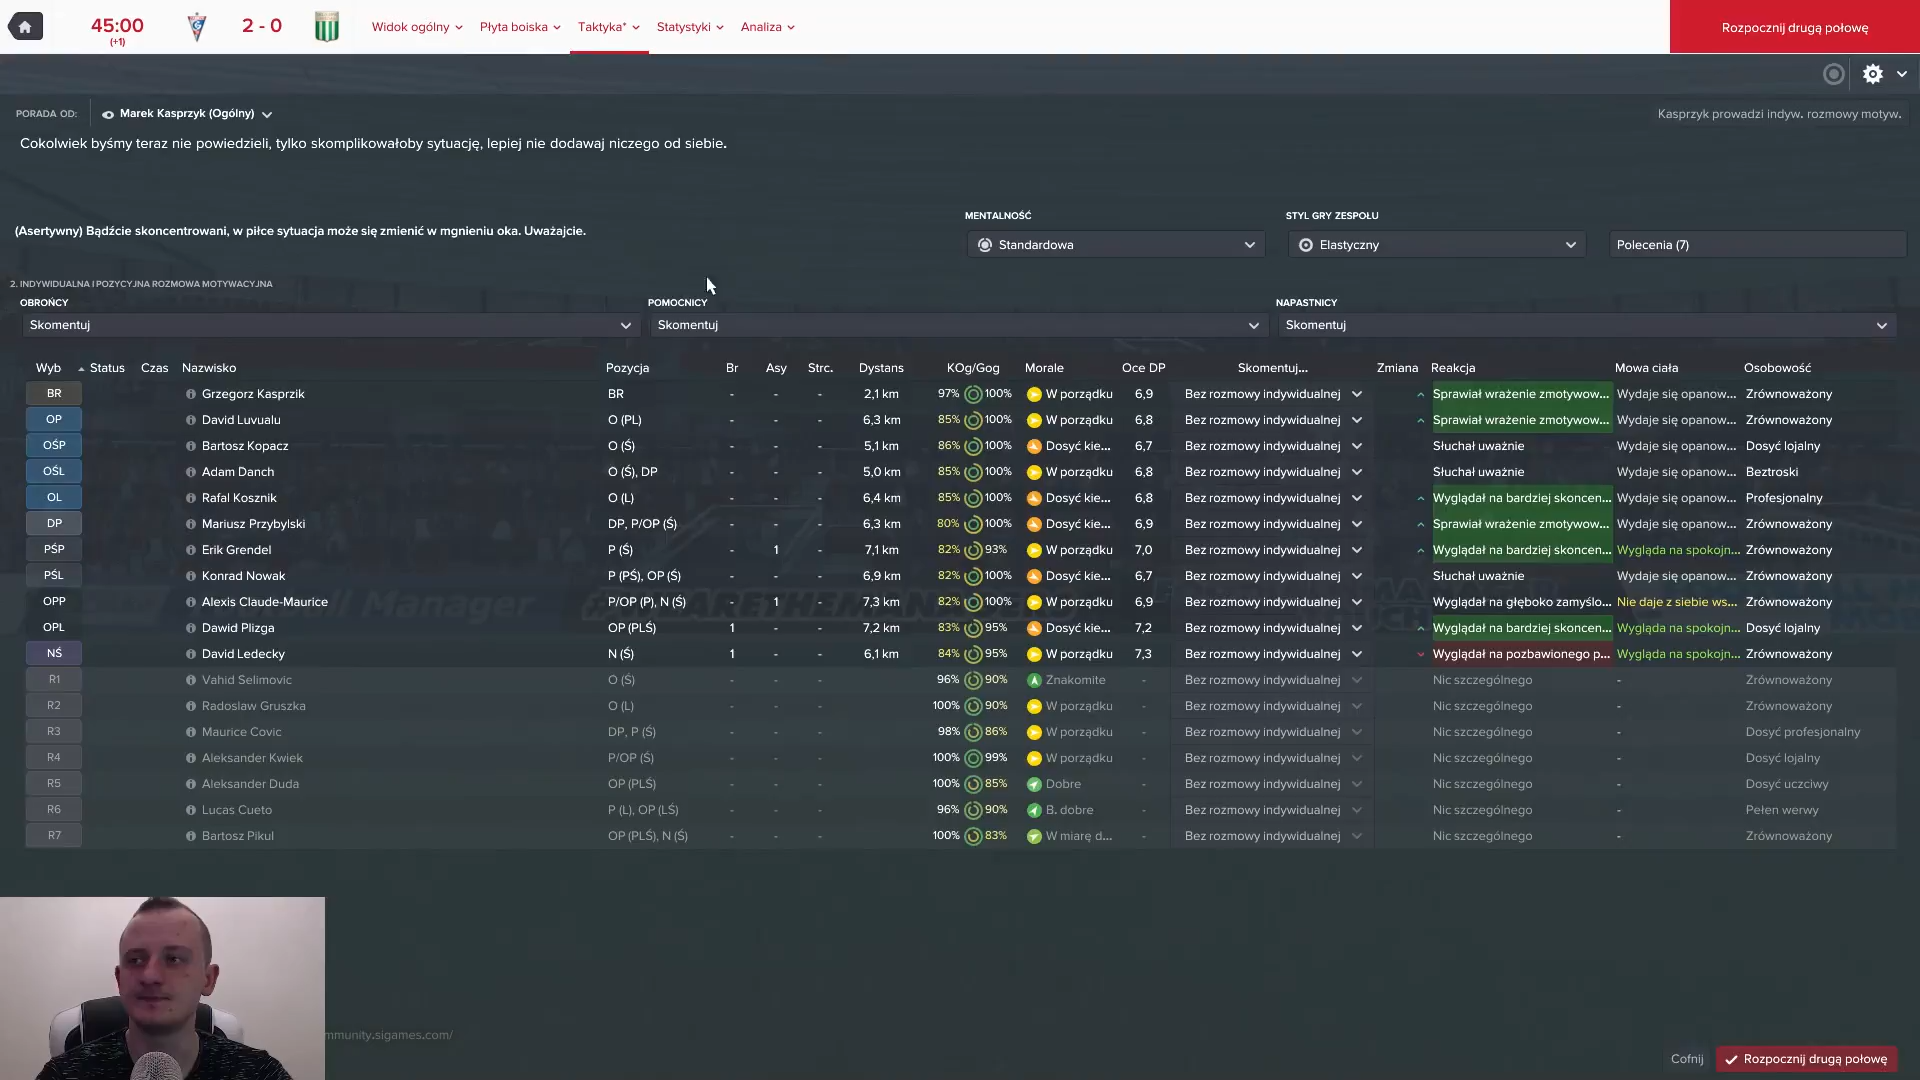 45:00
(+1)
2 - 0
Widok ogólny
Płyta boiska
Taktyka*
Statystyki
Analiza
Rozpocznij drugą połowę
PORADA OD:
Marek Kasprzyk (Ogólny)
Kasprzyk prowadzi indyw. rozmowy motyw.
Cokolwiek byśmy teraz nie powiedzieli, tylko skomplikowałoby sytuację, lepiej nie dodawaj niczego od siebie.
MENTALNOŚĆ
STYL GRY ZESPOŁU
(Asertywny) Bądźcie skoncentrowani, w piłce sytuacja może się zmienić w mgnieniu oka. Uważajcie.
Standardowa
Elastyczny
Polecenia (7)
2. INDYWIDUALNA I POZYCYJNA ROZMOWA MOTYWACYJNA
OBROŃCY
POMOCNICY
NAPASTNICY
Skomentuj
Skomentuj
Skomentuj
Wyb Status Czas Nazwisko Pozycja Br Asy Strc. Dystans KOg/Gog Morale Oce DP Skomentuj... Zmiana Reakcja Mowa ciała Osobowość
BR Grzegorz Kasprzik BR - - - 2,1 km 97% 100% W porządku 6,9 Bez rozmowy indywidualnej Sprawiał wrażenie zmotywow... Wydaje się opanow... Zrównoważony
OP David Luvualu O (PL) - - - 6,3 km 85% 100% W porządku 6,8 Bez rozmowy indywidualnej Sprawiał wrażenie zmotywow... Wydaje się opanow... Zrównoważony
OŚP Bartosz Kopacz O (Ś) - - - 5,1 km 86% 100% Dosyć kie... 6,7 Bez rozmowy indywidualnej Słuchał uważnie Wydaje się opanow... Dosyć lojalny
OŚL Adam Danch O (Ś), DP - - - 5,0 km 85% 100% W porządku 6,8 Bez rozmowy indywidualnej Słuchał uważnie Wydaje się opanow... Beztroski
OL Rafal Kosznik O (L) - - - 6,4 km 85% 100% Dosyć kie... 6,8 Bez rozmowy indywidualnej Wyglądał na bardziej skoncen... Wydaje się opanow... Profesjonalny
DP Mariusz Przybylski DP, P/OP (Ś) - - - 6,3 km 80% 100% Dosyć kie... 6,9 Bez rozmowy indywidualnej Sprawiał wrażenie zmotywow... Wydaje się opanow... Zrównoważony
PŚP Erik Grendel P (Ś) - 1 - 7,1 km 82% 93% W porządku 7,0 Bez rozmowy indywidualnej Wyglądał na bardziej skoncen... Wygląda na spokojn... Zrównoważony
PŚL Konrad Nowak P (PŚ), OP (Ś) - - - 6,9 km 82% 100% Dosyć kie... 6,7 Bez rozmowy indywidualnej Słuchał uważnie Wydaje się opanow... Zrównoważony
OPP Alexis Claude-Maurice P/OP (P), N (Ś) - 1 - 7,3 km 82% 100% W porządku 6,9 Bez rozmowy indywidualnej Wyglądał na głęboko zamyślo... Nie daje z siebie ws... Zrównoważony
OPL Dawid Plizga OP (PLŚ) 1 - - 7,2 km 83% 95% Dosyć kie... 7,2 Bez rozmowy indywidualnej Wyglądał na bardziej skoncen... Wygląda na spokojn... Dosyć lojalny
NŚ David Ledecky N (Ś) 1 - - 6,1 km 84% 95% W porządku 7,3 Bez rozmowy indywidualnej Wyglądał na pozbawionego p... Wygląda na spokojn... Zrównoważony
R1 Vahid Selimovic O (Ś) - - - 96% 90% Znakomite - Bez rozmowy indywidualnej Nic szczególnego - Zrównoważony
R2 Radoslaw Gruszka O (L) - - - 100% 90% W porządku - Bez rozmowy indywidualnej Nic szczególnego - Zrównoważony
R3 Maurice Covic DP, P (Ś) - - - 98% 86% W porządku - Bez rozmowy indywidualnej Nic szczególnego - Dosyć profesjonalny
R4 Aleksander Kwiek P/OP (Ś) - - - 100% 99% W porządku - Bez rozmowy indywidualnej Nic szczególnego - Dosyć lojalny
R5 Aleksander Duda OP (PLŚ) - - - 100% 85% Dobre - Bez rozmowy indywidualnej Nic szczególnego - Dosyć uczciwy
R6 Lucas Cueto P (L), OP (LŚ) - - - 96% 90% B. dobre - Bez rozmowy indywidualnej Nic szczególnego - Pełen werwy
R7 Bartosz Pikul OP (PLŚ), N (Ś) - - - 100% 83% W miarę d... - Bez rozmowy indywidualnej Nic szczególnego - Zrównoważony
mmunity.sigames.com/
Cofnij
Rozpocznij drugą połowę